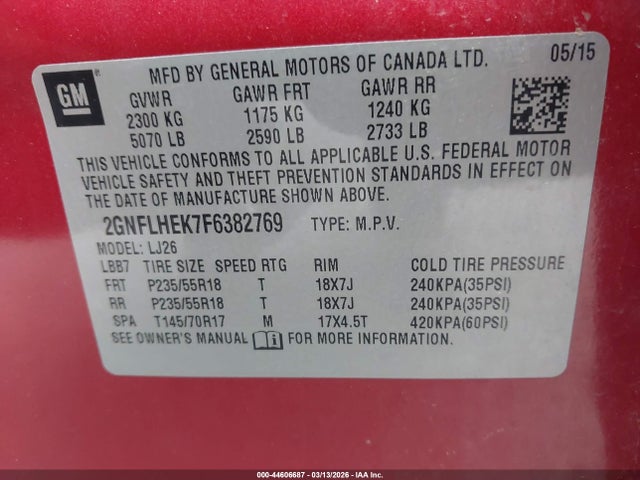 GM
MFD BY GENERAL MOTORS OF CANADA LTD. 05/15
GVWR GAWR FRT GAWR RR
2300 KG 1175 KG 1240 KG
5070 LB 2590 LB 2733 LB
THIS VEHICLE CONFORMS TO ALL APPLICABLE U.S. FEDERAL MOTOR
VEHICLE SAFETY AND THEFT PREVENTION STANDARDS IN EFFECT ON
THE DATE OF MANUFACTURE SHOWN ABOVE.
2GNFLHEK7F6382769 TYPE: M.P.V.
MODEL: LJ26
LBB7 TIRE SIZE SPEED RTG RIM COLD TIRE PRESSURE
FRT P235/55R18 T 18X7J 240KPA(35PSI)
RR P235/55R18 T 18X7J 240KPA(35PSI)
SPA T145/70R17 M 17X4.5T 420KPA(60PSI)
SEE OWNER'S MANUAL FOR MORE INFORMATION
000-44606687 - 03/13/2026 - IAA, Inc.